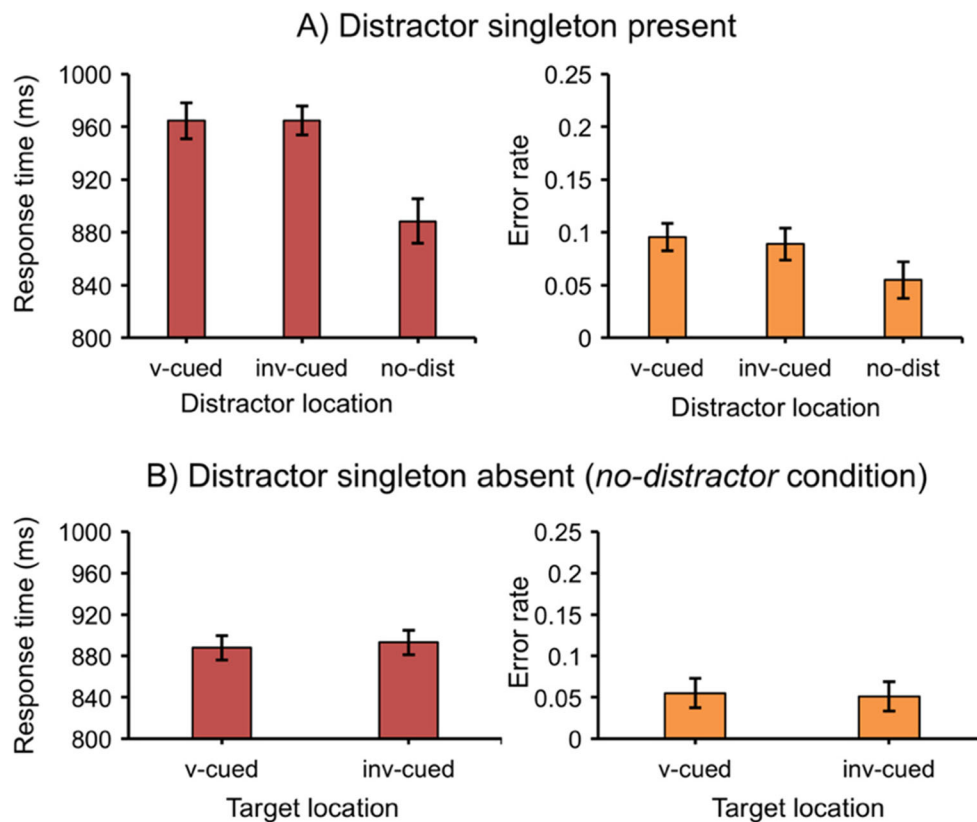 A) Distractor singleton present
Response time (ms)
1000
960
920
880
840
800
v-cued inv-cued no-dist
Distractor location
Error rate
0.25
0.2
0.15
0.1
0.05
0
v-cued inv-cued no-dist
Distractor location
B) Distractor singleton absent (no-distractor condition)
Response time (ms)
1000
960
920
880
840
800
v-cued inv-cued
Target location
Error rate
0.25
0.2
0.15
0.1
0.05
0
v-cued inv-cued
Target location